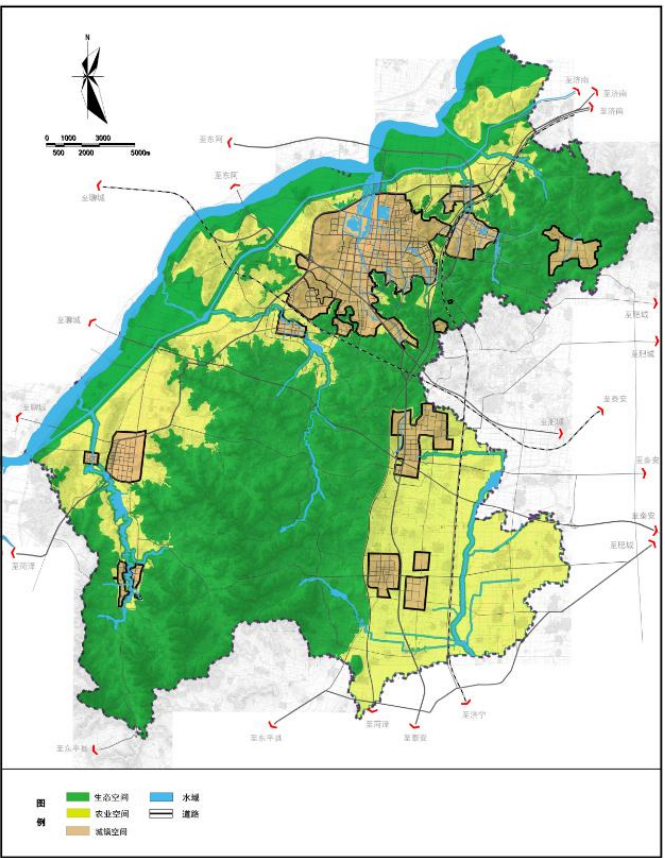 N
至济南
至济南
至济南
0 1000 3000
500 2000 5000m
至东阿
至东阿
至聊城
至聊城
至肥城
至肥城
至聊城
至泰安
至肥城
至泰安
至泰安
至肥城
至菏泽
至济宁
至菏泽
至东平县
至泰安
至东平县
图例
生态空间
水域
农业空间
道路
城镇空间